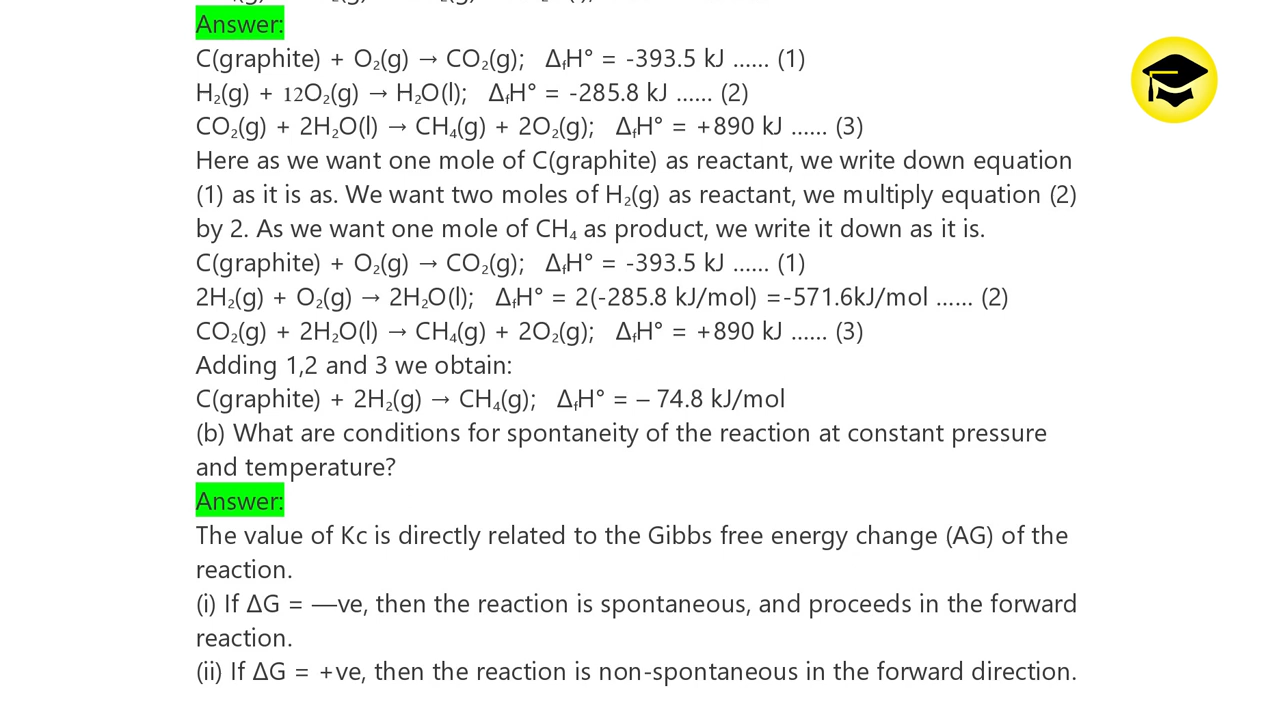 Answer:
C(graphite) + O₂(g) → CO₂(g); ΔfH° = -393.5 kJ …… (1)
H₂(g) + 12O₂(g) → H₂O(l); ΔfH° = -285.8 kJ …… (2)
CO₂(g) + 2H₂O(l) → CH₄(g) + 2O₂(g); ΔfH° = +890 kJ …… (3)
Here as we want one mole of C(graphite) as reactant, we write down equation
(1) as it is as. We want two moles of H₂(g) as reactant, we multiply equation (2)
by 2. As we want one mole of CH₄ as product, we write it down as it is.
C(graphite) + O₂(g) → CO₂(g); ΔfH° = -393.5 kJ …… (1)
2H₂(g) + O₂(g) → 2H₂O(l); ΔfH° = 2(-285.8 kJ/mol) =-571.6kJ/mol …… (2)
CO₂(g) + 2H₂O(l) → CH₄(g) + 2O₂(g); ΔfH° = +890 kJ …… (3)
Adding 1,2 and 3 we obtain:
C(graphite) + 2H₂(g) → CH₄(g); ΔfH° = – 74.8 kJ/mol
(b) What are conditions for spontaneity of the reaction at constant pressure
and temperature?
Answer:
The value of Kc is directly related to the Gibbs free energy change (AG) of the
reaction.
(i) If ΔG = —ve, then the reaction is spontaneous, and proceeds in the forward
reaction.
(ii) If ΔG = +ve, then the reaction is non-spontaneous in the forward direction.